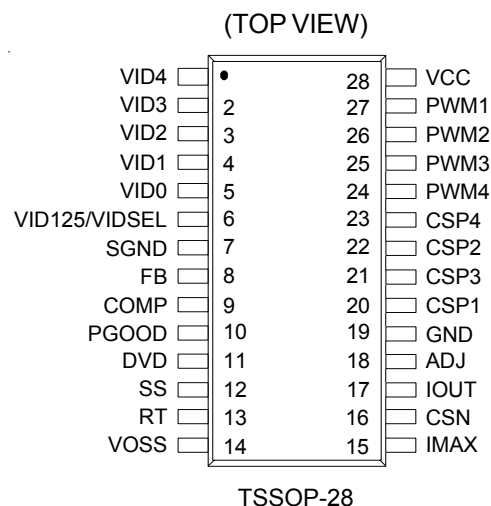 (TOP VIEW)
VID4 28 VCC
VID3 2 27 PWM1
VID2 3 26 PWM2
VID1 4 25 PWM3
VID0 5 24 PWM4
VID125/VIDSEL 6 23 CSP4
SGND 7 22 CSP2
FB 8 21 CSP3
COMP 9 20 CSP1
PGOOD 10 19 GND
DVD 11 18 ADJ
SS 12 17 IOUT
RT 13 16 CSN
VOSS 14 15 IMAX
TSSOP-28